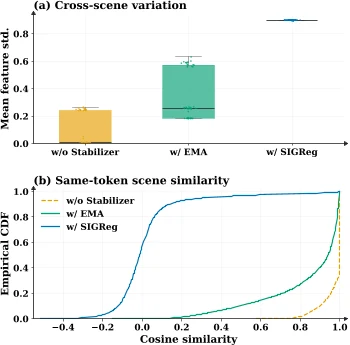 (a) Cross-scene variation
Mean feature std.
0.8
0.6
0.4
0.2
0.0
w/o Stabilizer
w/ EMA
w/ SIGReg
(b) Same-token scene similarity
Empirical CDF
1.0
0.8
0.6
0.4
0.2
0.0
w/o Stabilizer
w/ EMA
w/ SIGReg
−0.4 −0.2 0.0 0.2 0.4 0.6 0.8 1.0
Cosine similarity